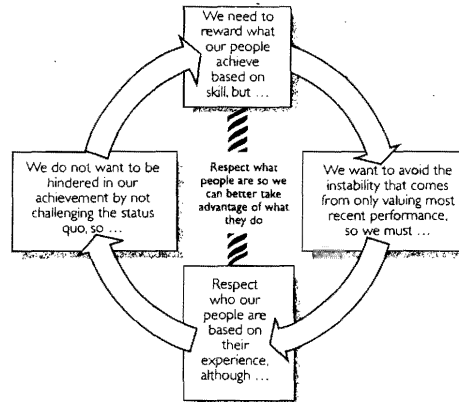 We need to
reward what
our people
achieve
based on
skill, but ...
We want to avoid the
instability that comes
from only valuing most
recent performance,
so we must ...
Respect
who our
people are
based on
their
experience,
although ...
We do not want to be
hindered in our
achievement by not
challenging the status
quo, so ...
Respect what
people are so we
can better take
advantage of what
they do